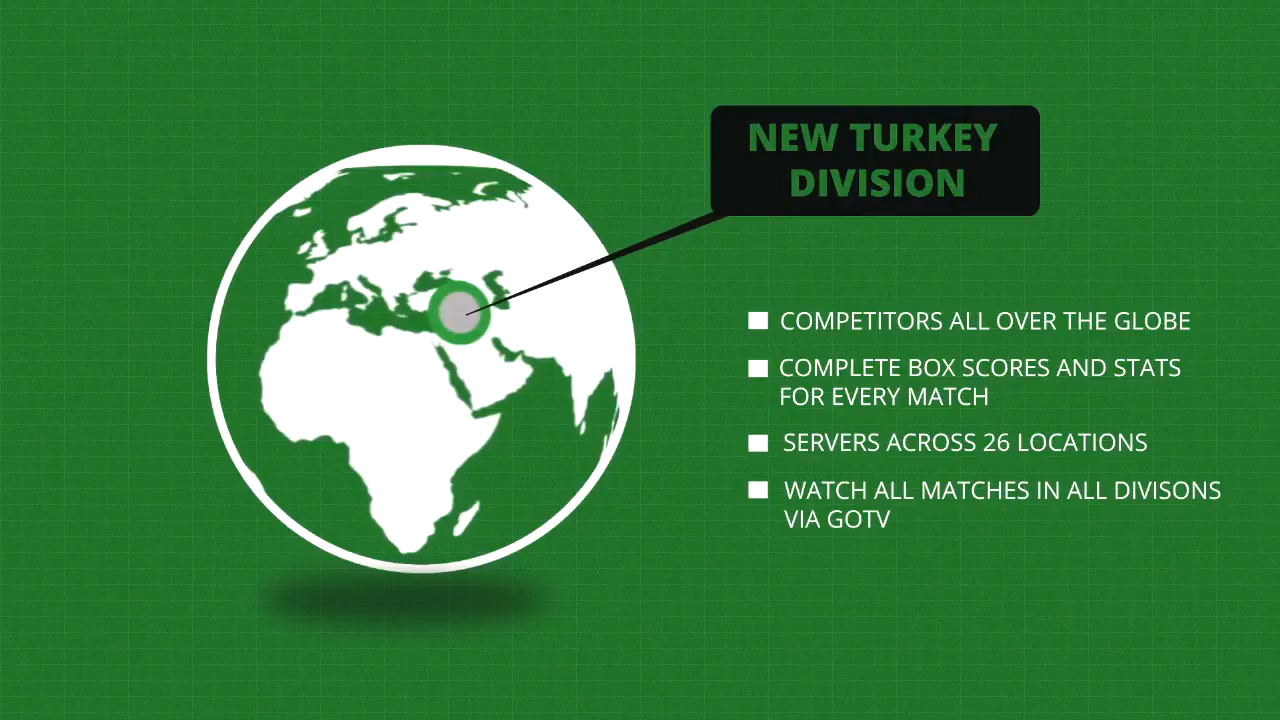 NEW TURKEY
DIVISION
COMPETITORS ALL OVER THE GLOBE
COMPLETE BOX SCORES AND STATS
FOR EVERY MATCH
SERVERS ACROSS 26 LOCATIONS
WATCH ALL MATCHES IN ALL DIVISONS
VIA GOTV